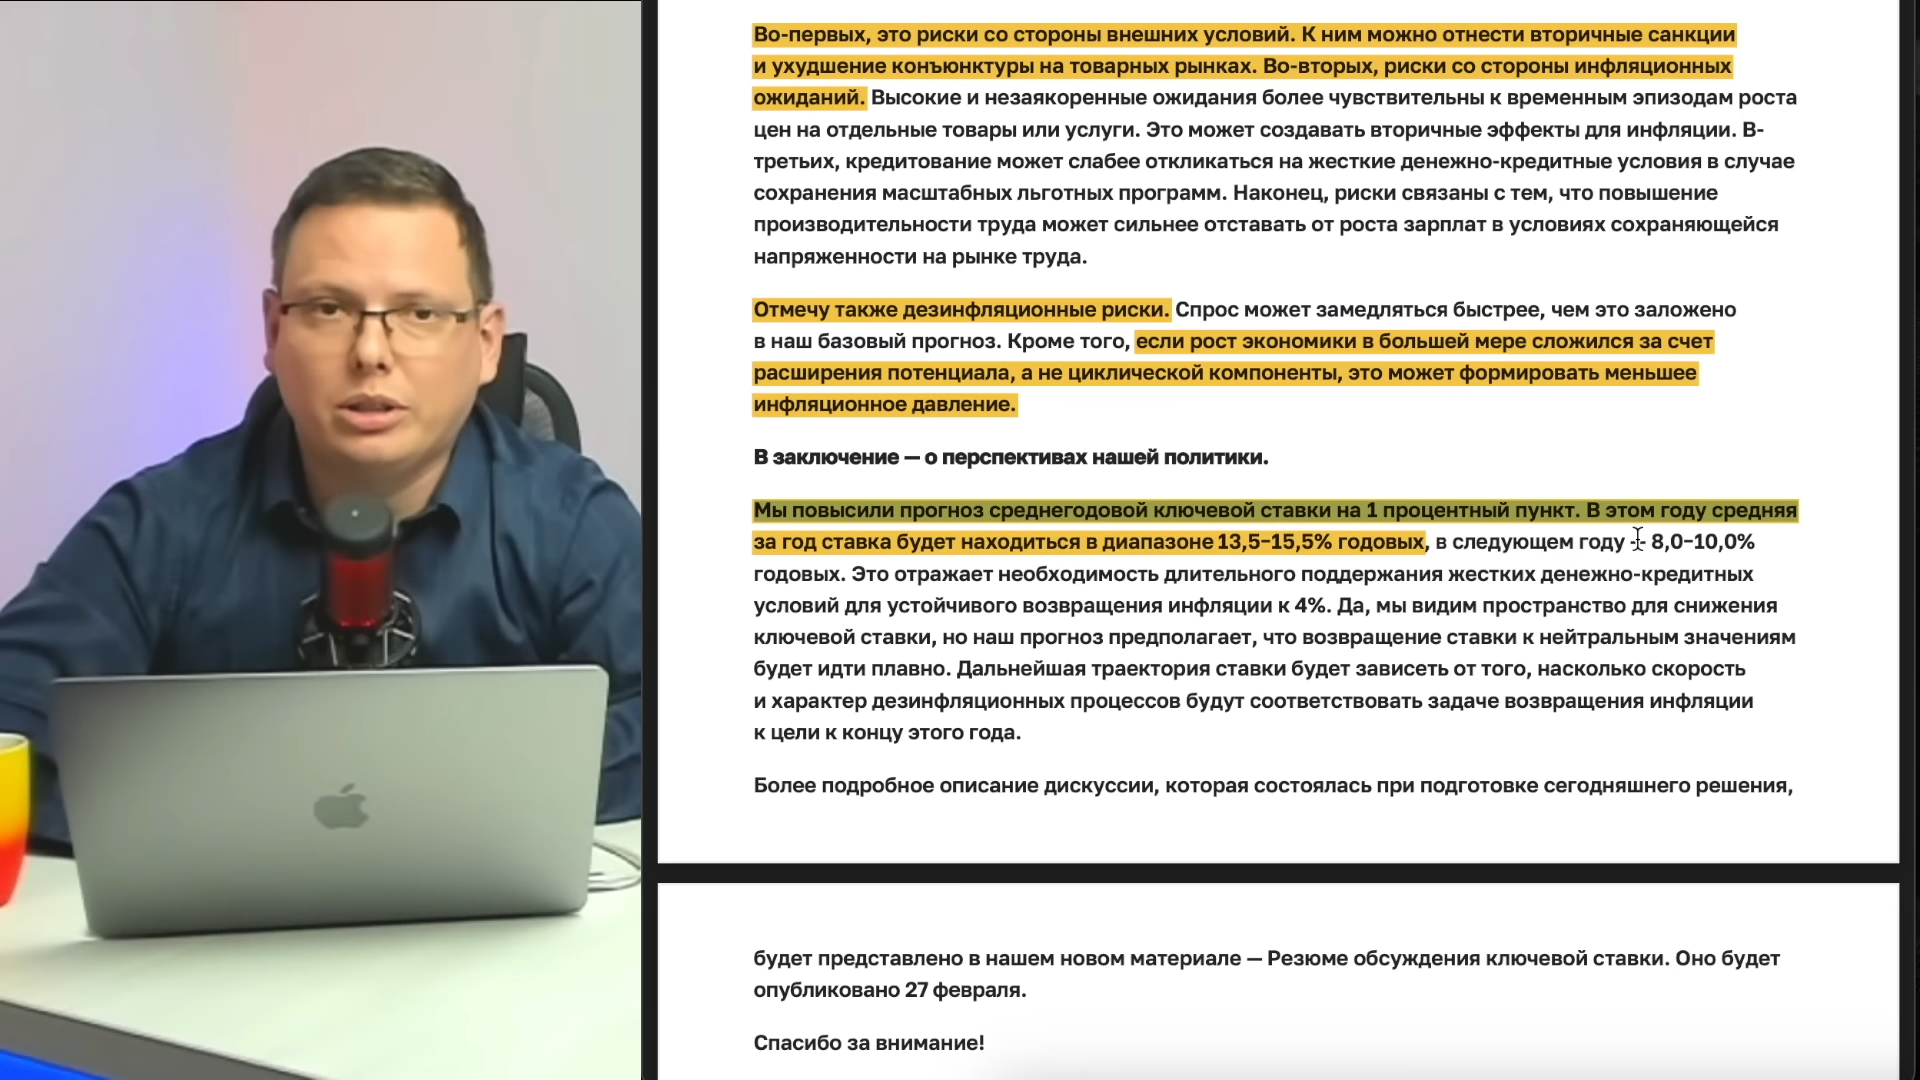 Во-первых, это риски со стороны внешних условий. К ним можно отнести вторичные санкции
и ухудшение конъюнктуры на товарных рынках. Во-вторых, риски со стороны инфляционных
ожиданий. Высокие и незаякоренные ожидания более чувствительны к временным эпизодам роста
цен на отдельные товары или услуги. Это может создавать вторичные эффекты для инфляции. В-
третьих, кредитование может слабее откликаться на жесткие денежно-кредитные условия в случае
сохранения масштабных льготных программ. Наконец, риски связаны с тем, что повышение
производительности труда может сильнее отставать от роста зарплат в условиях сохраняющейся
напряженности на рынке труда.
Отмечу также дезинфляционные риски. Спрос может замедляться быстрее, чем это заложено
в наш базовый прогноз. Кроме того, если рост экономики в большей мере сложился за счет
расширения потенциала, а не циклической компоненты, это может формировать меньшее
инфляционное давление.
В заключение — о перспективах нашей политики.
Мы повысили прогноз среднегодовой ключевой ставки на 1 процентный пункт. В этом году средняя
за год ставка будет находиться в диапазоне 13,5–15,5% годовых, в следующем году — 8,0–10,0%
годовых. Это отражает необходимость длительного поддержания жестких денежно-кредитных
условий для устойчивого возвращения инфляции к 4%. Да, мы видим пространство для снижения
ключевой ставки, но наш прогноз предполагает, что возвращение ставки к нейтральным значениям
будет идти плавно. Дальнейшая траектория ставки будет зависеть от того, насколько скорость
и характер дезинфляционных процессов будут соответствовать задаче возвращения инфляции
к цели к концу этого года.
Более подробное описание дискуссии, которая состоялась при подготовке сегодняшнего решения,
будет представлено в нашем новом материале — Резюме обсуждения ключевой ставки. Оно будет
опубликовано 27 февраля.
Спасибо за внимание!